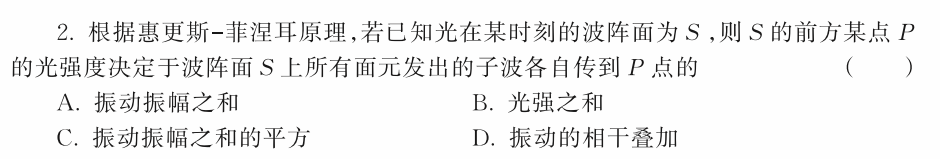 2. 根据惠更斯-菲涅耳原理,若已知光在某时刻的波阵面为 S ,则 S 的前方某点 P
的光强度决定于波阵面 S 上所有面元发出的子波各自传到 P 点的 (    )
A. 振动振幅之和 B. 光强之和
C. 振动振幅之和的平方 D. 振动的相干叠加